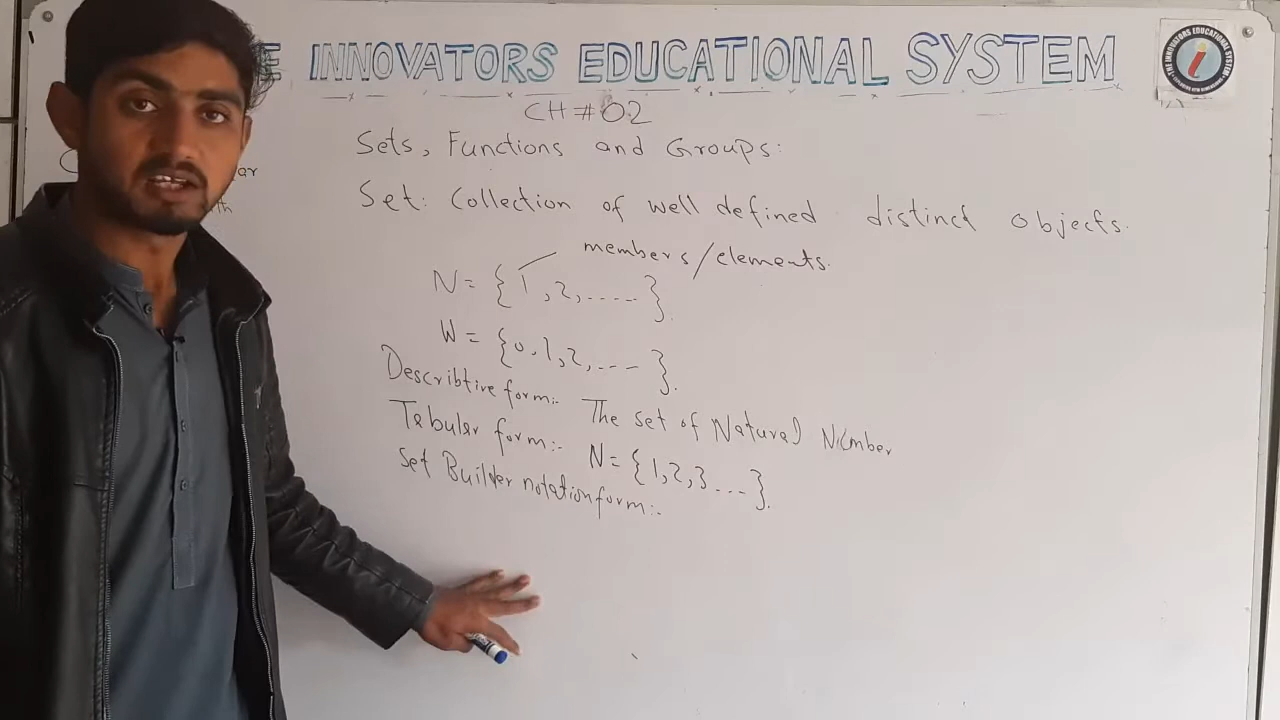 INNOVATORS EDUCATIONAL SYSTEM
CH#02
Sets, Functions and Groups:
Set: Collection of well defined distinct objects.
members/elements.
N = {1,2,.....}.
W = {0,1,2,...}.
Describtive form:- The set of Natural Number
Tabular form:- N={1,2,3...}.
Set Builder notation form:-